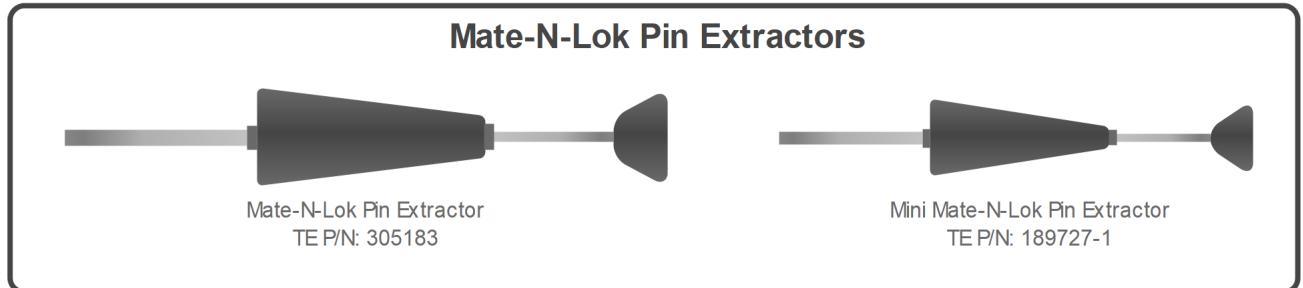 Mate-N-Lok Pin Extractors
Mate-N-Lok Pin Extractor
TE P/N: 305183
Mini Mate-N-Lok Pin Extractor
TE P/N: 189727-1